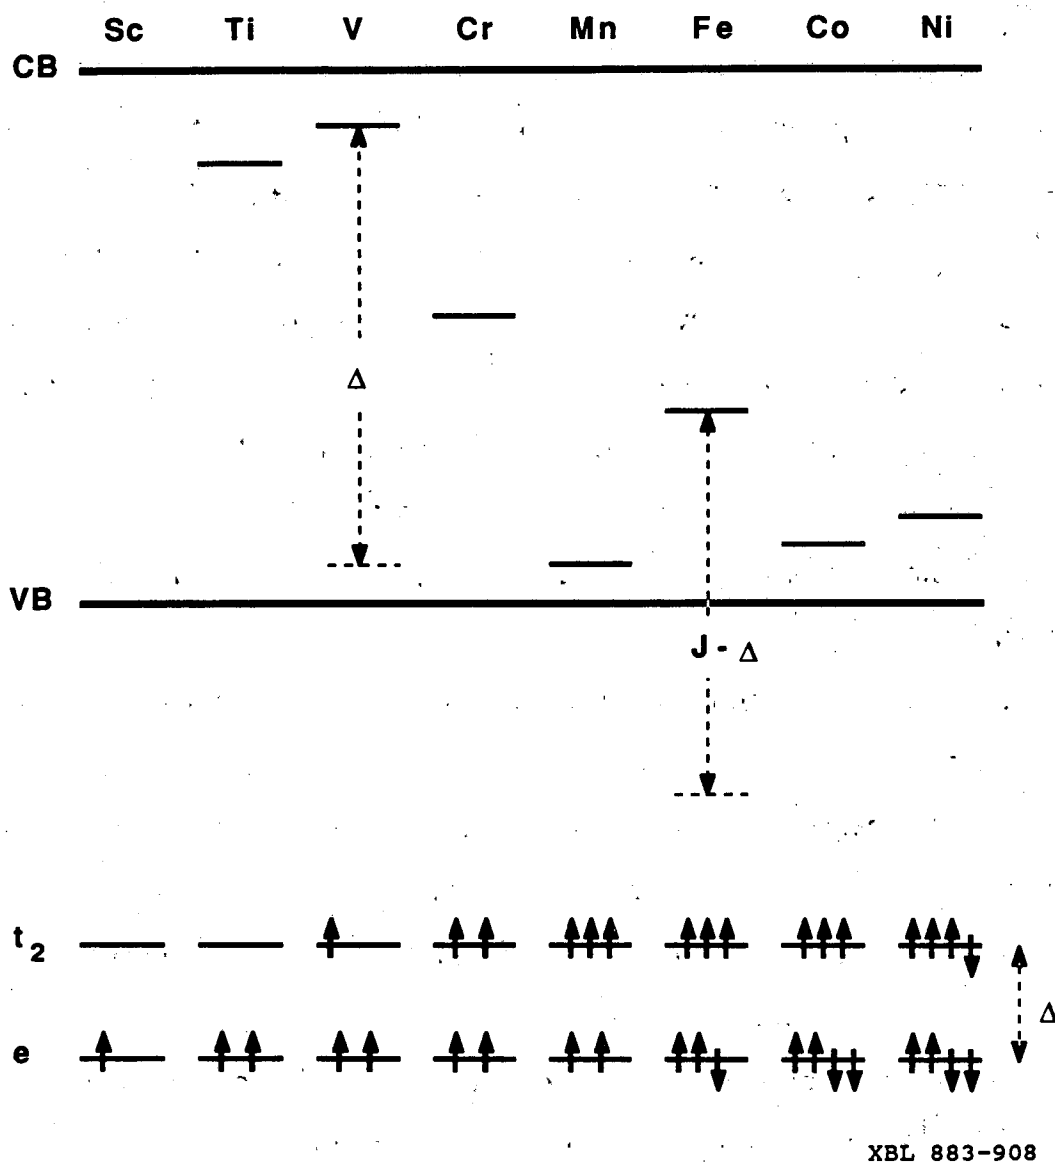 Sc Ti V Cr Mn Fe Co Ni
CB
Δ
VB
J - Δ
t2
Δ
e
XBL 883-908